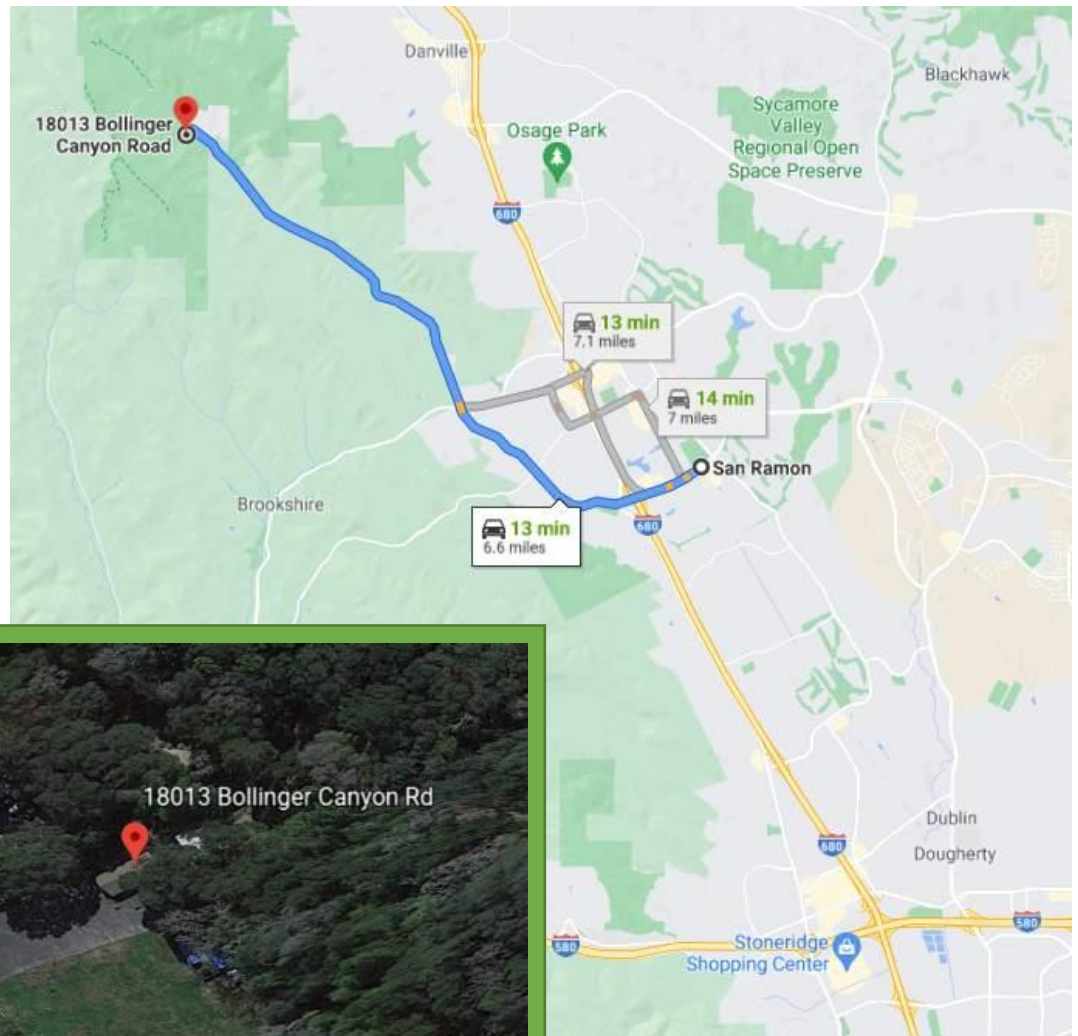 Danville
Blackhawk
18013 Bollinger
Canyon Road
Osage Park
Sycamore
Valley
Regional Open
Space Preserve
680
13 min
7.1 miles
14 min
7 miles
San Ramon
Brookshire
13 min
6.6 miles
680
18013 Bollinger Canyon Rd
Dublin
Dougherty
680
580
580
Stoneridge
Shopping Center